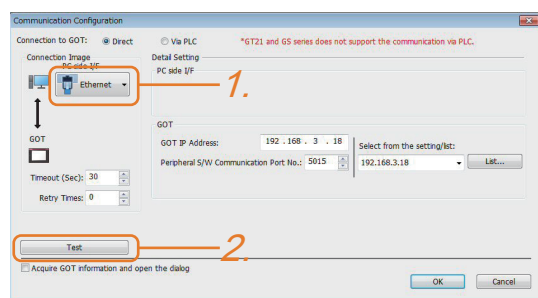 Communication Configuration
Connection to GOT: Direct Via PLC *GT21 and GS series does not support the communication via PLC.
Connection Image
PC side I/F
Ethernet
1.
GOT
Timeout (Sec): 30
Retry Times: 0
Detail Setting
PC side I/F
GOT
GOT IP Address: 192 . 168 . 3 . 18
Peripheral S/W Communication Port No.: 5015
Select from the setting/list:
192.168.3.18 List...
Test
2.
Acquire GOT information and open the dialog
OK Cancel